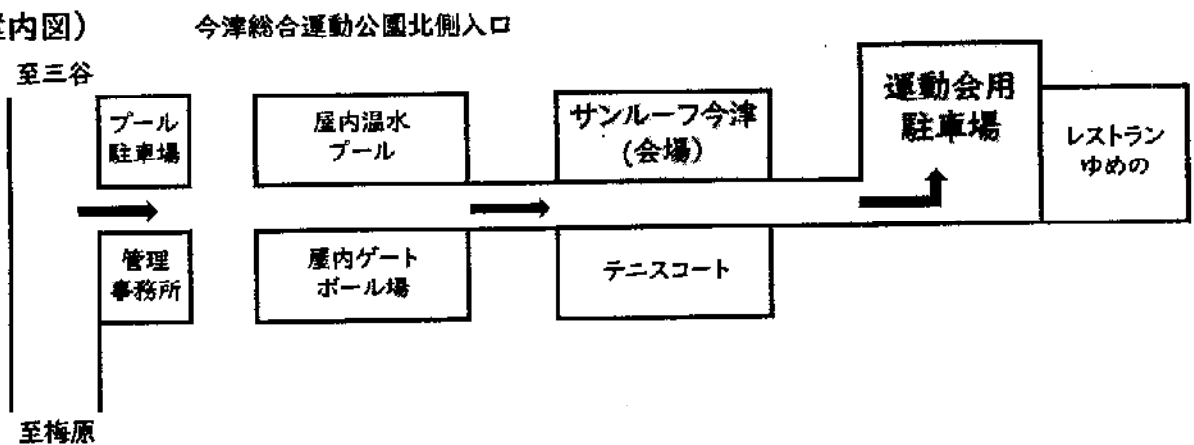 内図)
今津総合運動公園北側入口
至三谷
プール
駐車場
屋内温水
プール
サンルーフ今津
(会場)
運動会用
駐車場
レストラン
ゆめの
管理
事務所
屋内ゲート
ボール場
テニスコート
至梅原